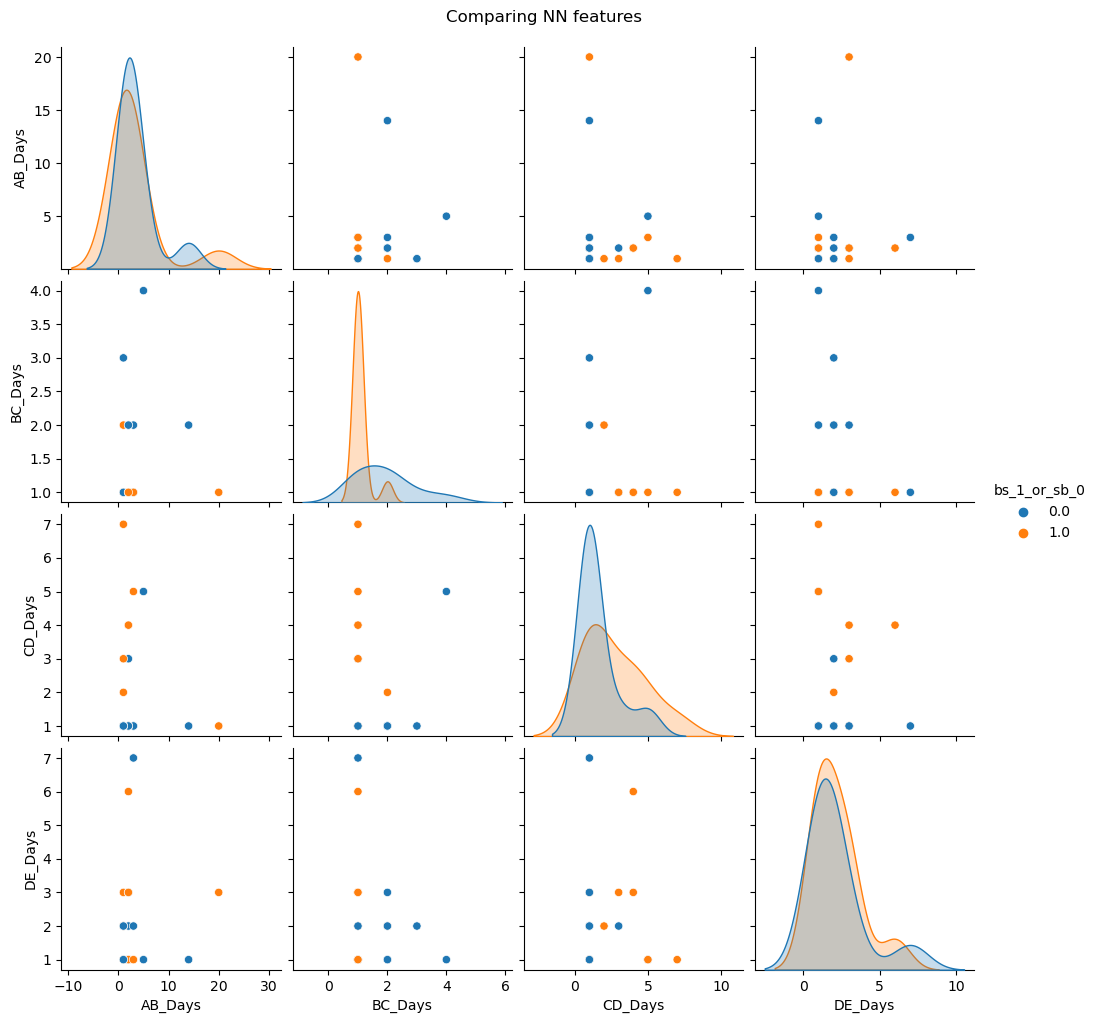 Comparing NN features
AB_Days
20
15
10
5
BC_Days
4.0
3.5
3.0
2.5
2.0
1.5
1.0
CD_Days
7
6
5
4
3
2
1
DE_Days
7
6
5
4
3
2
1
−10 0 10 20 30
0 2 4 6
0 5 10
0 5 10
AB_Days BC_Days CD_Days DE_Days
bs_1_or_sb_0
0.0
1.0